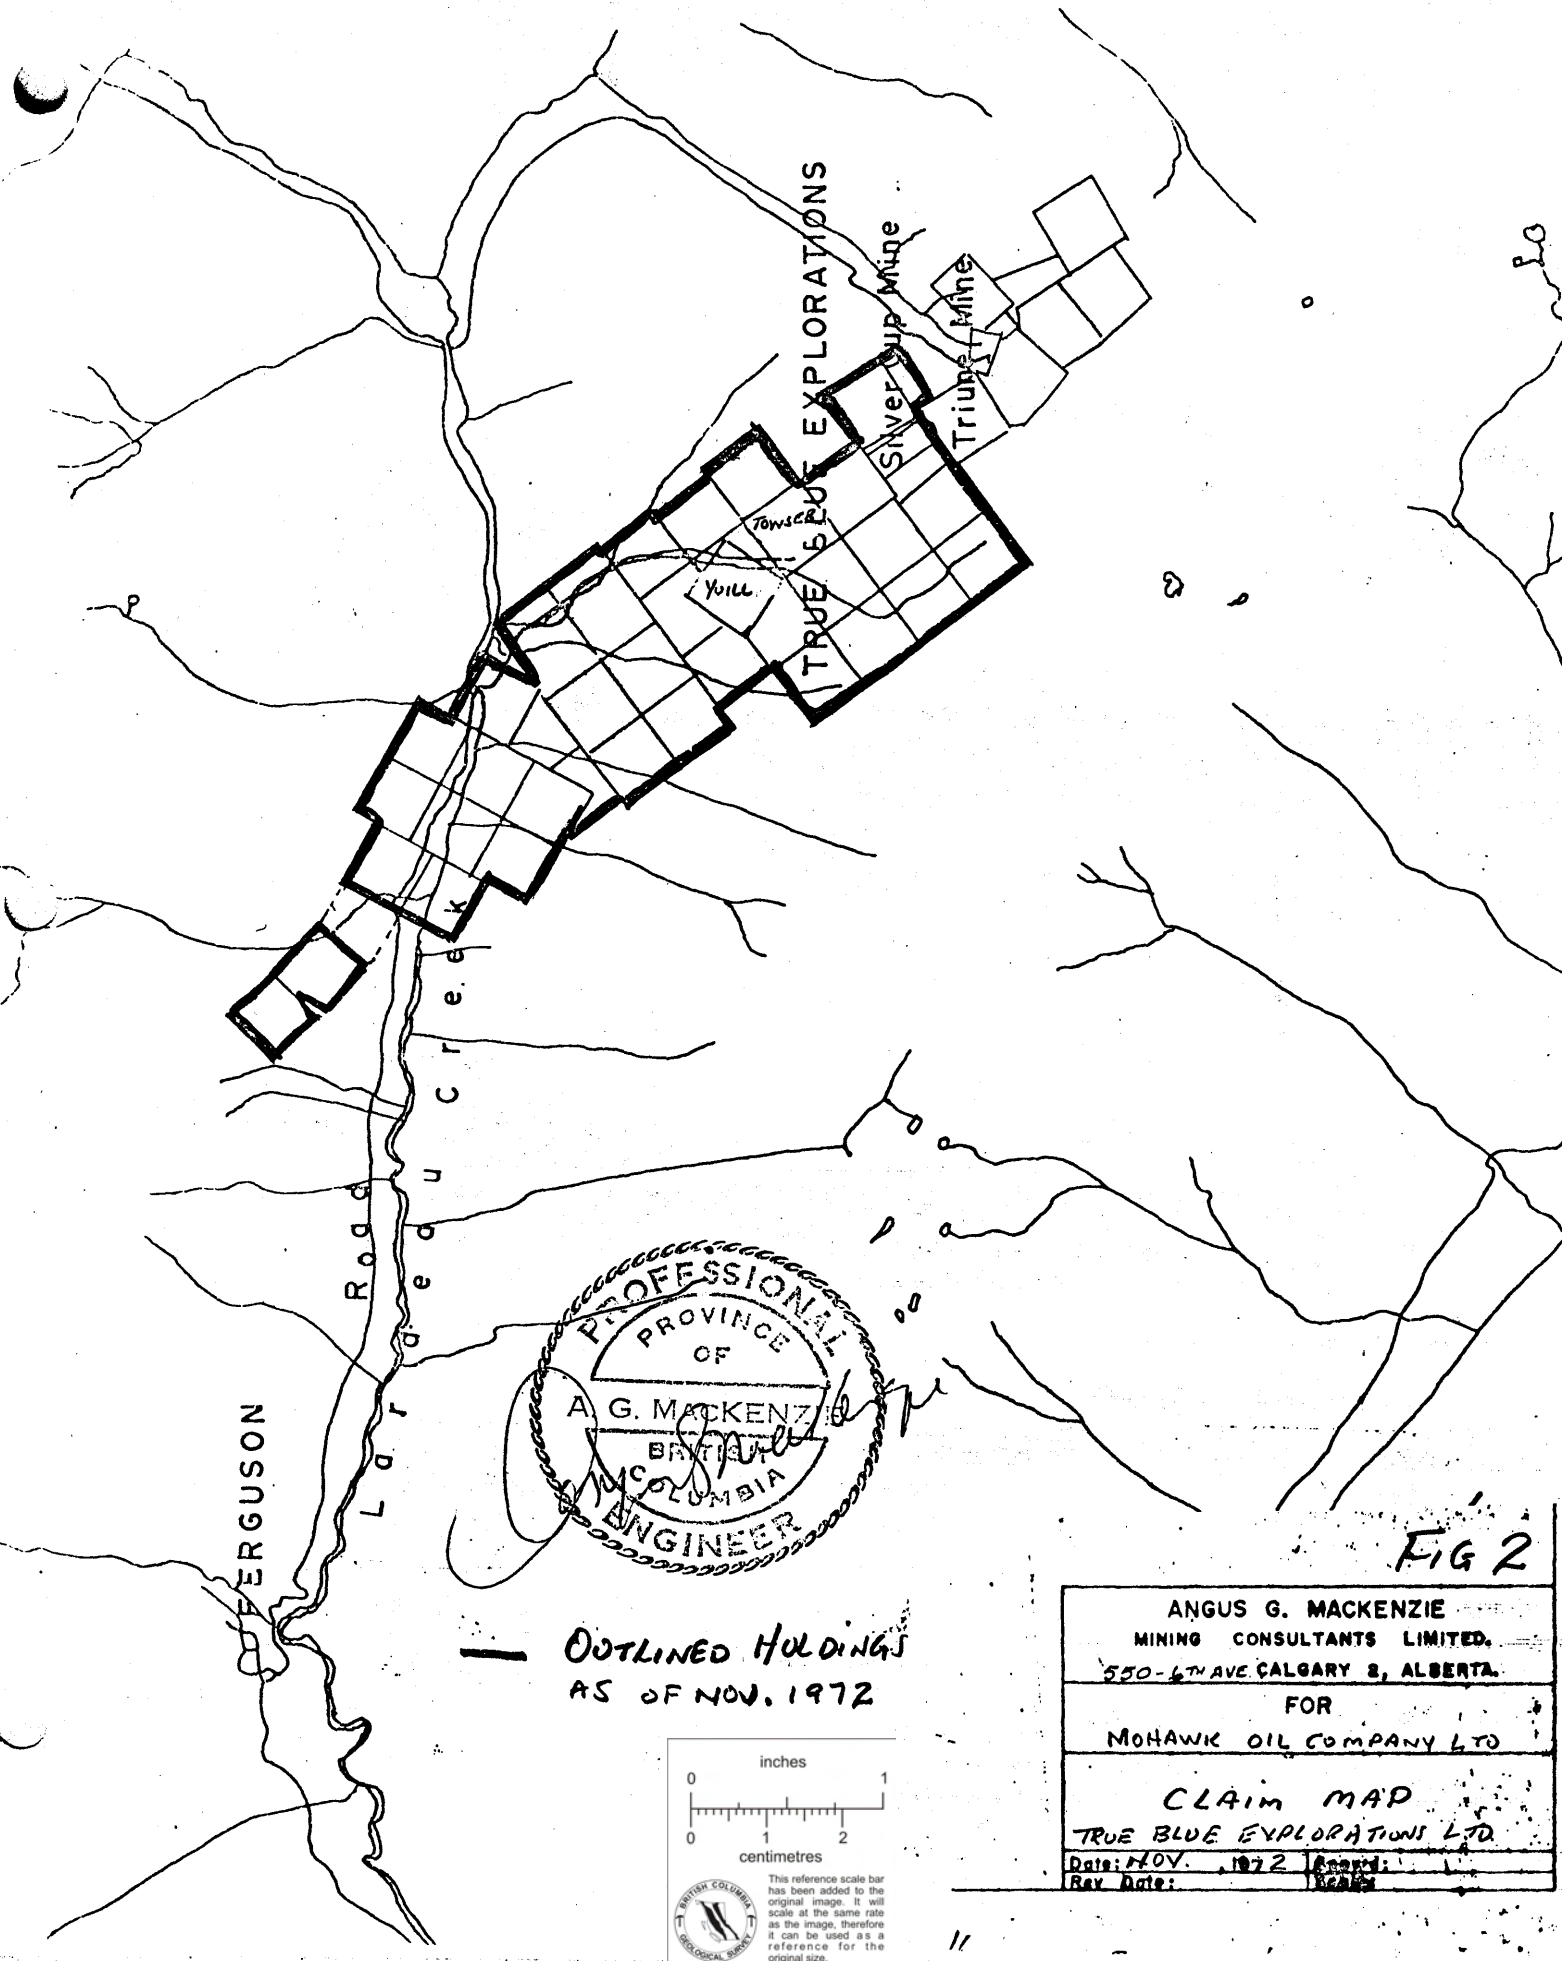 TRUE BLUE EXPLORATIONS
Silver Cup Mine
Triune Mine
TOWSER
YUILL
Road
Lardeau Creek
FERGUSON
PROFESSIONAL
PROVINCE
OF
A. G. MACKENZIE
BRITISH
COLUMBIA
ENGINEER
OUTLINED HOLDINGS
AS OF NOV. 1972
inches
0 1
0 1 2
centimetres
This reference scale bar
has been added to the
original image. It will
scale at the same rate
as the image, therefore
it can be used as a
reference for the
original size.
BRITISH COLUMBIA
GEOLOGICAL SURVEY
FIG 2
ANGUS G. MACKENZIE
MINING CONSULTANTS LIMITED.
550-6TH AVE CALGARY 2, ALBERTA.
FOR
MOHAWK OIL COMPANY LTD
CLAIM MAP
TRUE BLUE EXPLORATIONS LTD.
Date: NOV. 1972
Rev Date:
11